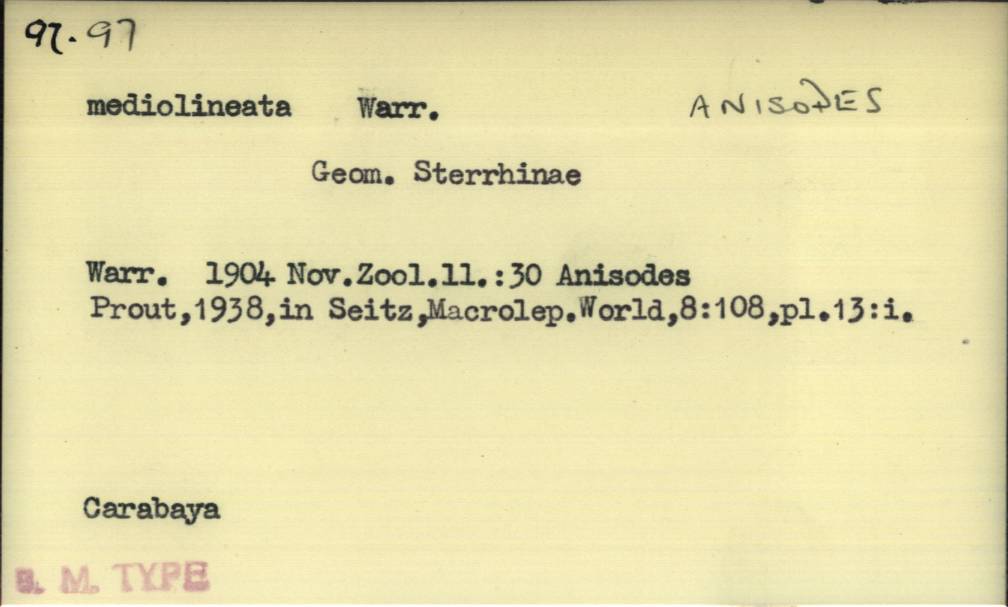 97.97
mediolineata Warr. ANISODES
Geom. Sterrhinae
Warr. 1904 Nov.Zool.11.:30 Anisodes
Prout,1938,in Seitz,Macrolep.World,8:108,pl.13:i.
Carabaya
B. M. TYPE